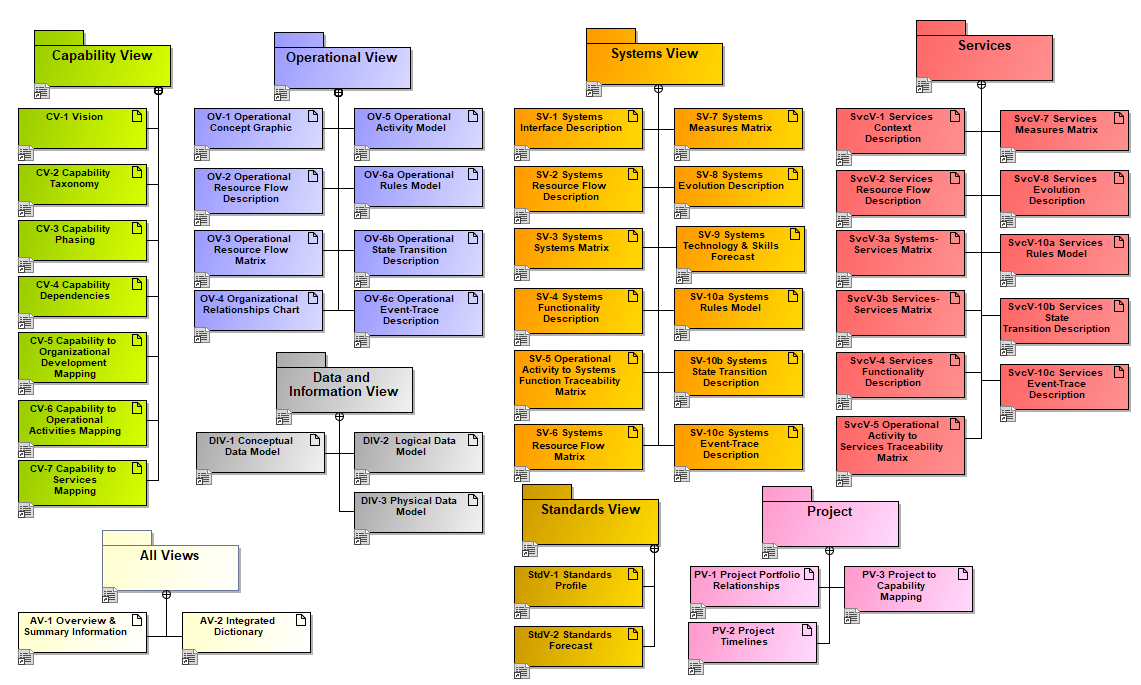 Capability View
CV-1 Vision
CV-2 Capability
Taxonomy
CV-3 Capability
Phasing
CV-4 Capability
Dependencies
CV-5 Capability to
Organizational
Development
Mapping
CV-6 Capability to
Operational
Activities Mapping
CV-7 Capability to
Services
Mapping
Operational View
OV-1 Operational
Concept Graphic
OV-2 Operational
Resource Flow
Description
OV-3 Operational
Resource Flow
Matrix
OV-4 Organizational
Relationships Chart
OV-5 Operational
Activity Model
OV-6a Operational
Rules Model
OV-6b Operational
State Transition
Description
OV-6c Operational
Event-Trace
Description
Data and
Information View
DIV-1 Conceptual
Data Model
DIV-2 Logical Data
Model
DIV-3 Physical Data
Model
Systems View
SV-1 Systems
Interface Description
SV-2 Systems
Resource Flow
Description
SV-3 Systems
Systems Matrix
SV-4 Systems
Functionality
Description
SV-5 Operational
Activity to Systems
Function Traceability
Matrix
SV-6 Systems
Resource Flow
Matrix
SV-7 Systems
Measures Matrix
SV-8 Systems
Evolution Description
SV-9 Systems
Technology & Skills
Forecast
SV-10a Systems
Rules Model
SV-10b Systems
State Transition
Description
SV-10c Systems
Event-Trace
Description
Services
SvcV-1 Services
Context
Description
SvcV-2 Services
Resource Flow
Description
SvcV-3a Systems-
Services Matrix
SvcV-3b Services-
Services Matrix
SvcV-4 Services
Functionality
Description
SvcV-5 Operational
Activity to
Services Traceability
Matrix
SvcV-7 Services
Measures Matrix
SvcV-8 Services
Evolution
Description
SvcV-10a Services
Rules Model
SvcV-10b Services
State
Transition Description
SvcV-10c Services
Event-Trace
Description
All Views
AV-1 Overview &
Summary Information
AV-2 Integrated
Dictionary
Standards View
StdV-1 Standards
Profile
StdV-2 Standards
Forecast
Project
PV-1 Project Portfolio
Relationships
PV-2 Project
Timelines
PV-3 Project to
Capability
Mapping